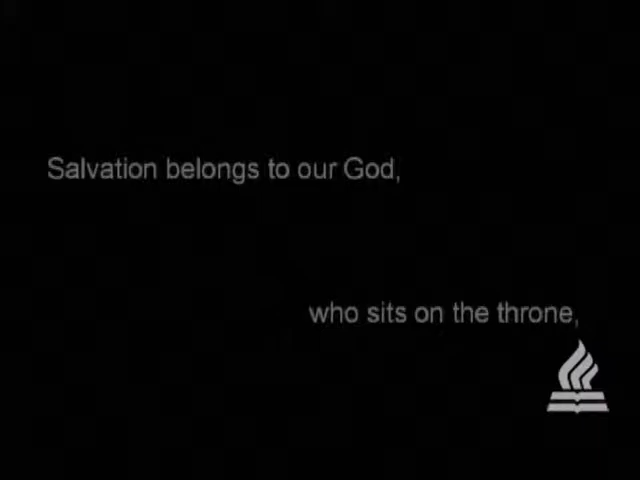 Salvation belongs to our God,
who sits on the throne,